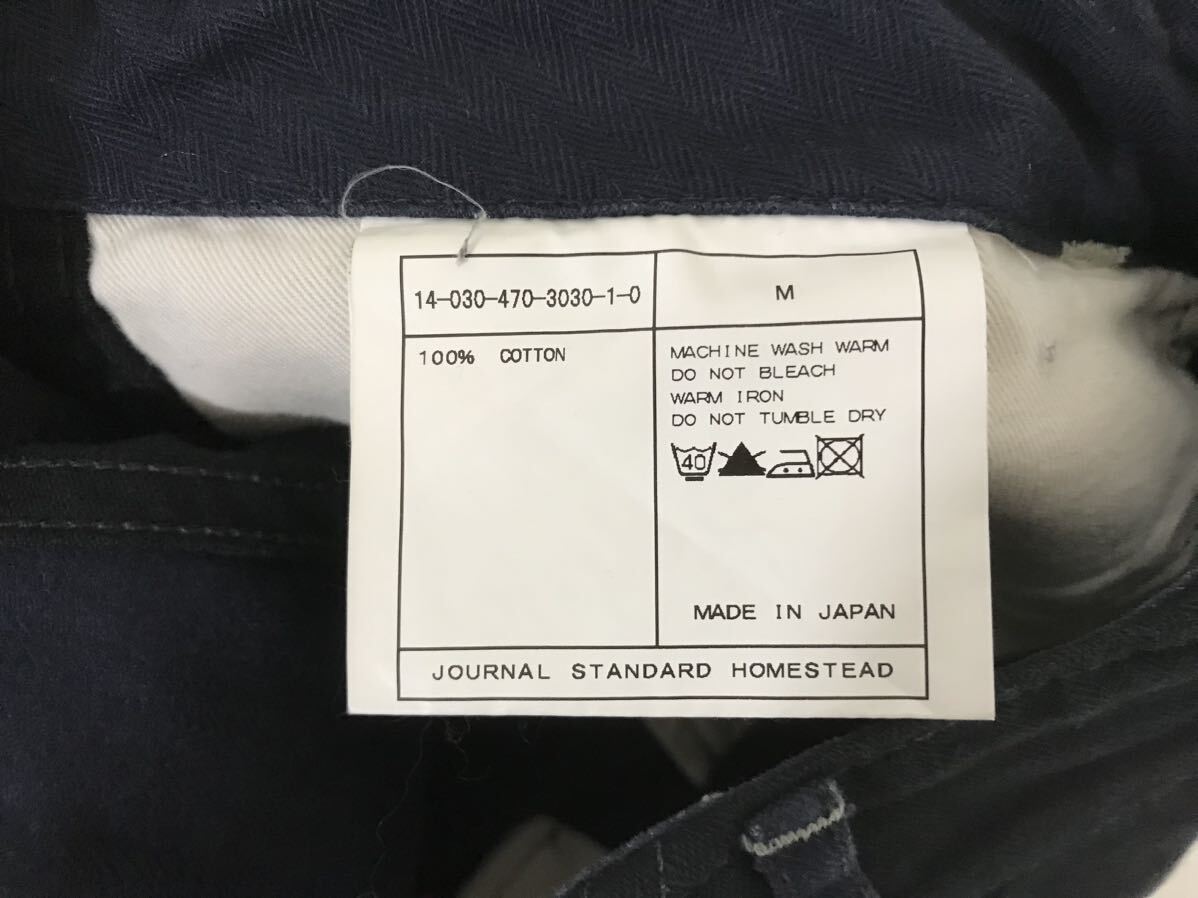 14-030-470-3030-1-0
M
100% COTTON
MACHINE WASH WARM
DO NOT BLEACH
WARM IRON
DO NOT TUMBLE DRY
40
MADE IN JAPAN
JOURNAL STANDARD HOMESTEAD